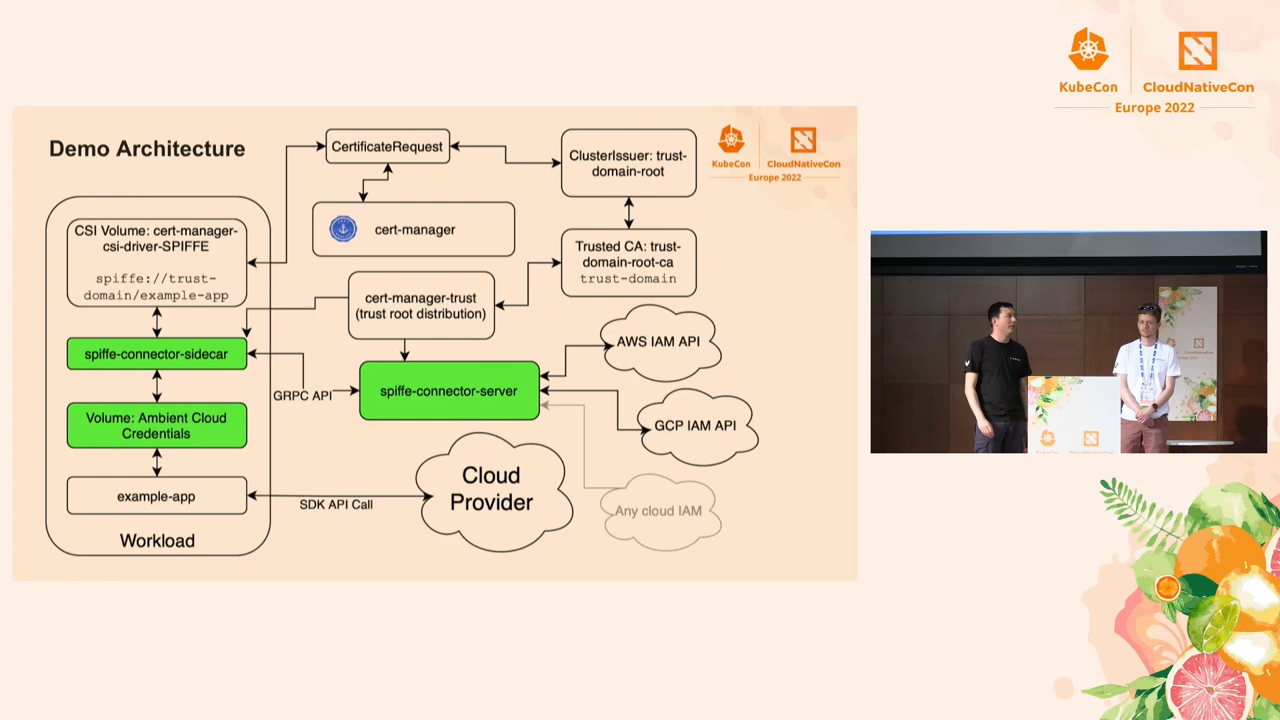 KubeCon
CloudNativeCon
Europe 2022
Demo Architecture
KubeCon
CloudNativeCon
Europe 2022
CertificateRequest
ClusterIssuer: trust-
domain-root
cert-manager
Trusted CA: trust-
domain-root-ca
trust-domain
CSI Volume: cert-manager-
csi-driver-SPIFFE
spiffe://trust-
domain/example-app
cert-manager-trust
(trust root distribution)
spiffe-connector-sidecar
GRPC API
spiffe-connector-server
AWS IAM API
GCP IAM API
Volume: Ambient Cloud
Credentials
Cloud
Provider
Any cloud IAM
example-app
SDK API Call
Workload